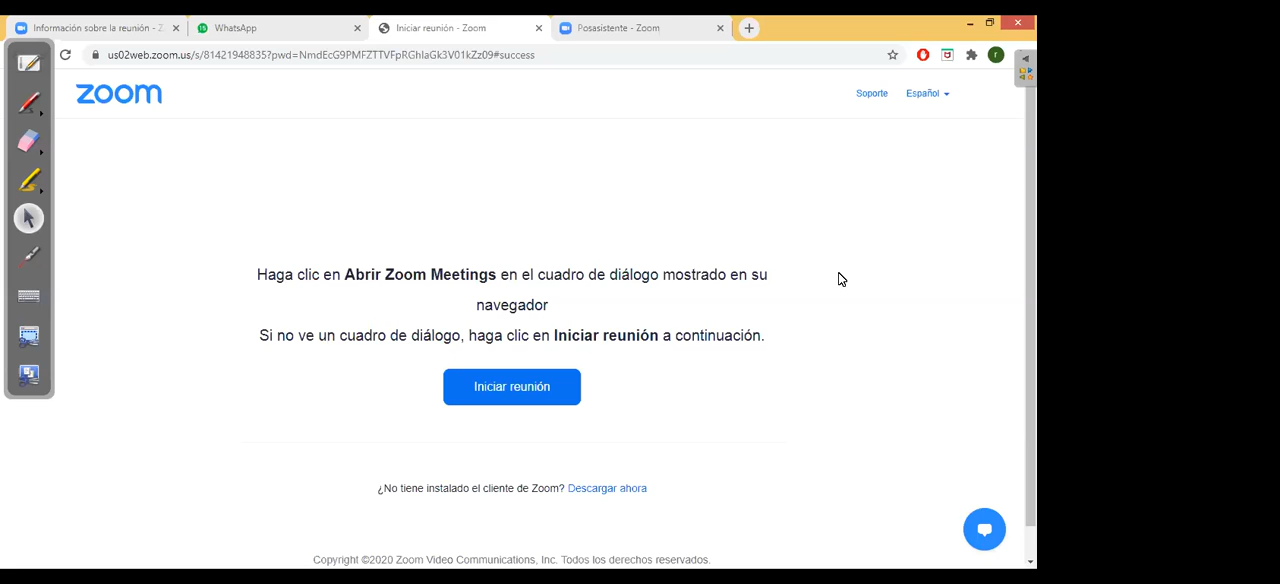 Información sobre la reunión - Z
WhatsApp
Iniciar reunión - Zoom
Posasistente - Zoom
us02web.zoom.us/s/81421948835?pwd=NmdEcG9PMFZTTVFpRGhIaGk3V01kZz09#success
r
zoom
Soporte
Español
Haga clic en Abrir Zoom Meetings en el cuadro de diálogo mostrado en su
navegador
Si no ve un cuadro de diálogo, haga clic en Iniciar reunión a continuación.
Iniciar reunión
¿No tiene instalado el cliente de Zoom? Descargar ahora
Copyright ©2020 Zoom Video Communications, Inc. Todos los derechos reservados.